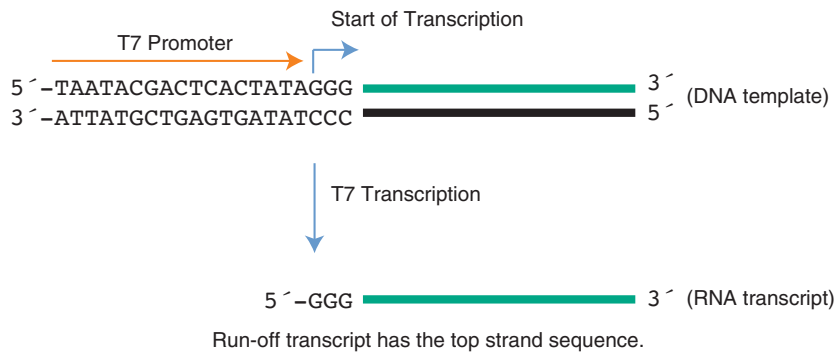 Start of Transcription
T7 Promoter
5´-TAATACGACTCACTATAGGG 3´
3´-ATTATGCTGAGTGATATCCC 5´
(DNA template)
T7 Transcription
5´-GGG 3´ (RNA transcript)
Run-off transcript has the top strand sequence.